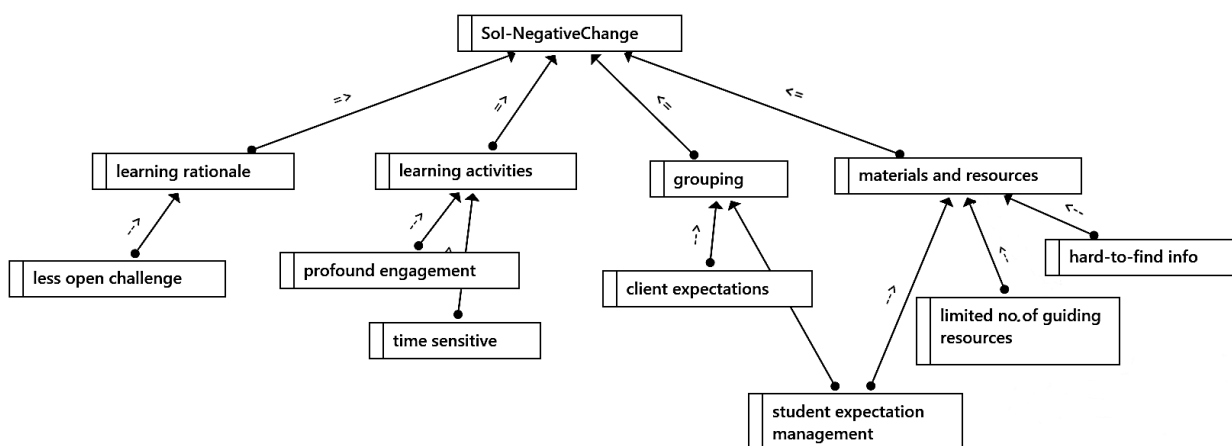 Sol-NegativeChange
=>
=>
<=
<=
learning rationale
learning activities
grouping
materials and resources
-->
-->
-->
-->
<--
<--
less open challenge
profound engagement
client expectations
hard-to-find info
limited no. of guiding
resources
time sensitive
student expectation
management